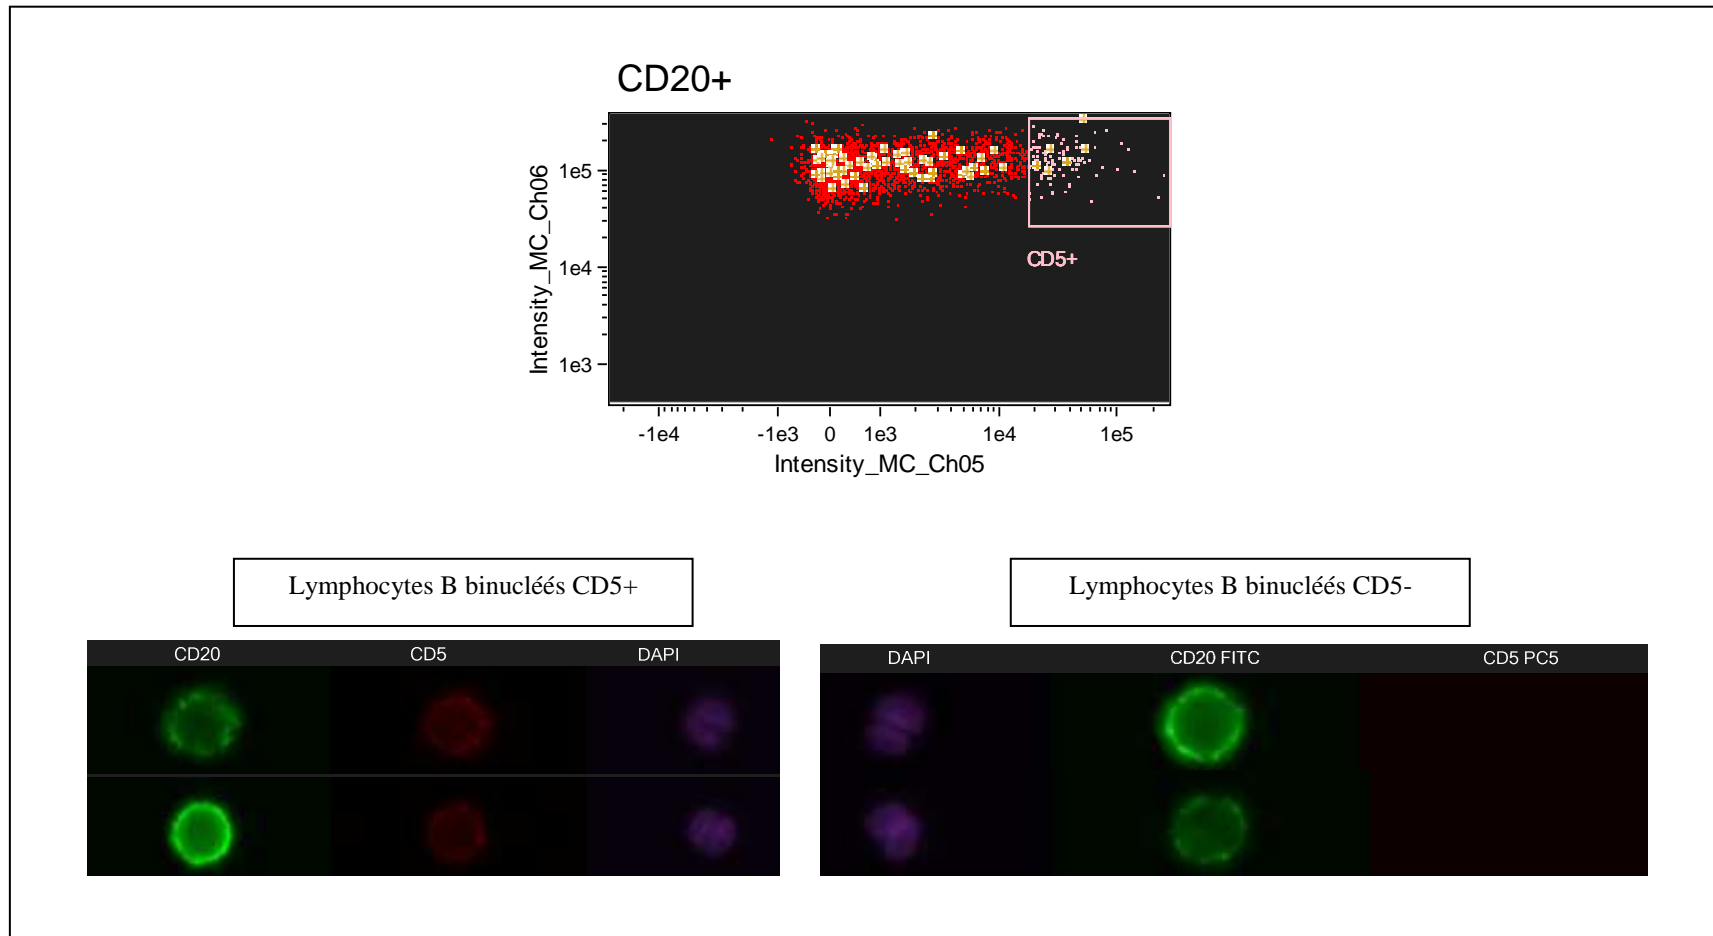 CD20+
Intensity_MC_Ch06
1e5
1e4
1e3
CD5+
-1e4 -1e3 0 1e3 1e4 1e5
Intensity_MC_Ch05
Lymphocytes B binucléés CD5+
Lymphocytes B binucléés CD5-
CD20 CD5 DAPI
DAPI CD20 FITC CD5 PC5